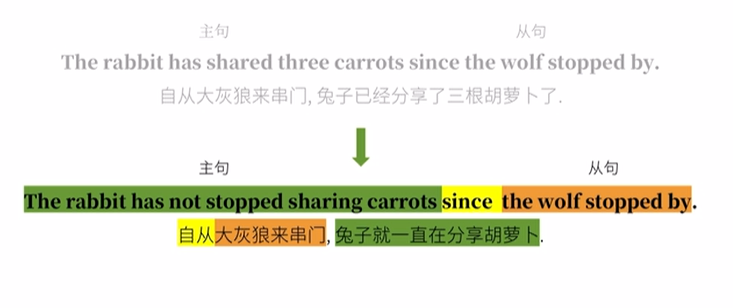 主句 从句
The rabbit has shared three carrots since the wolf stopped by.
自从大灰狼来串门, 兔子已经分享了三根胡萝卜了.
主句 从句
The rabbit has not stopped sharing carrots since the wolf stopped by.
自从大灰狼来串门, 兔子就一直在分享胡萝卜.